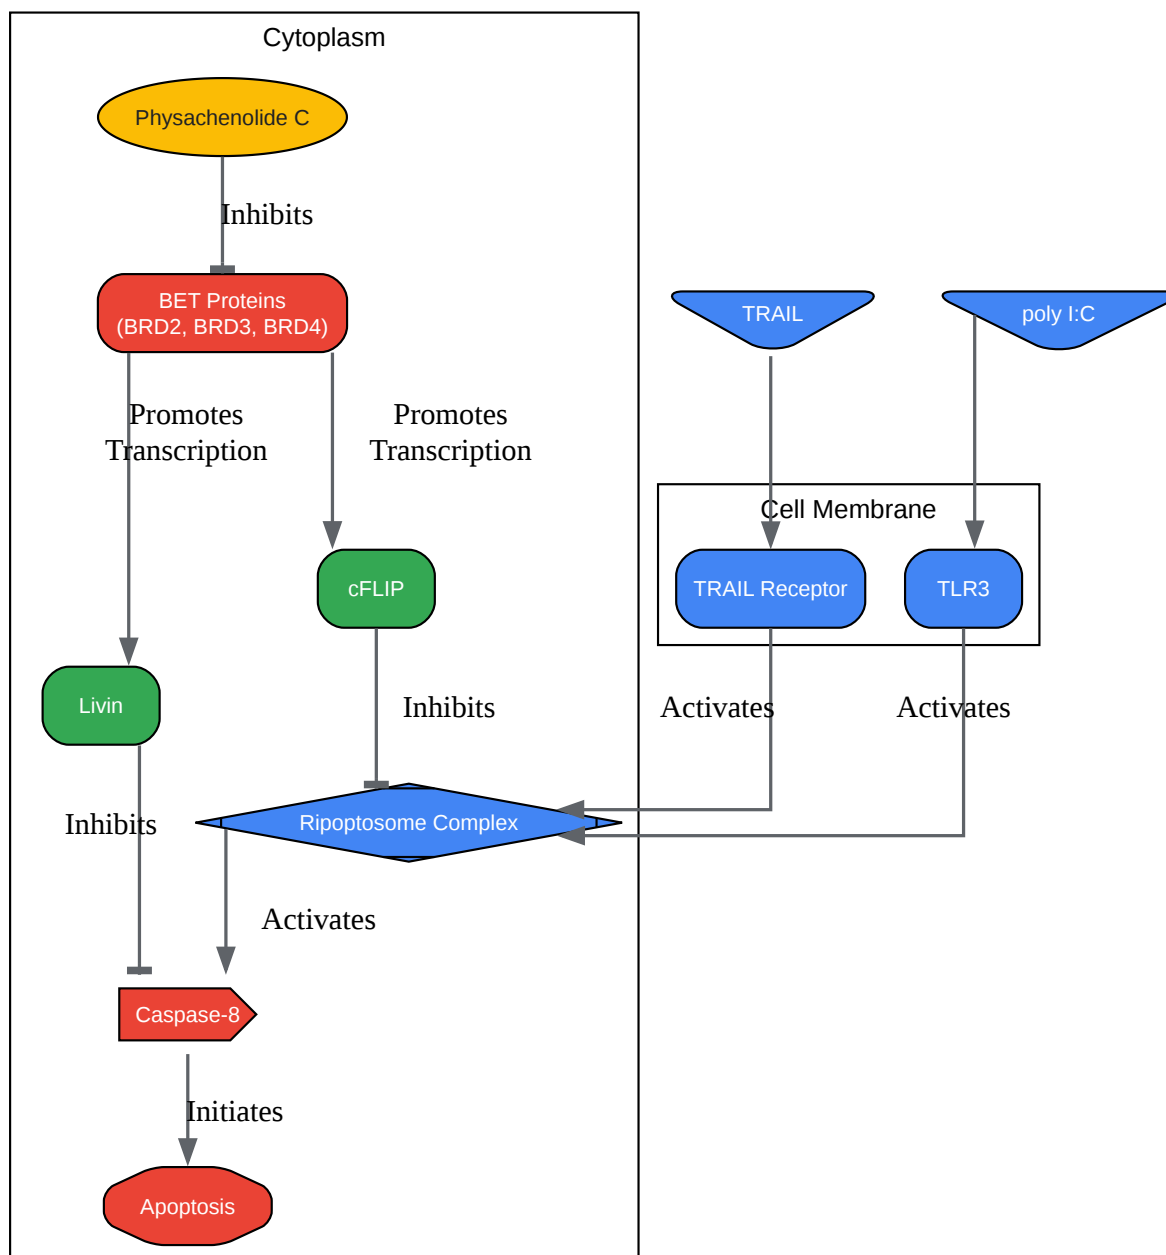 Cytoplasm
Physachenolide C
Inhibits
BET Proteins
(BRD2, BRD3, BRD4)
TRAIL
poly I:C
Promotes
Transcription
Promotes
Transcription
Cell Membrane
cFLIP
TRAIL Receptor
TLR3
Livin
Inhibits
Activates
Activates
Inhibits
Ripoptosome Complex
Activates
Caspase-8
Initiates
Apoptosis